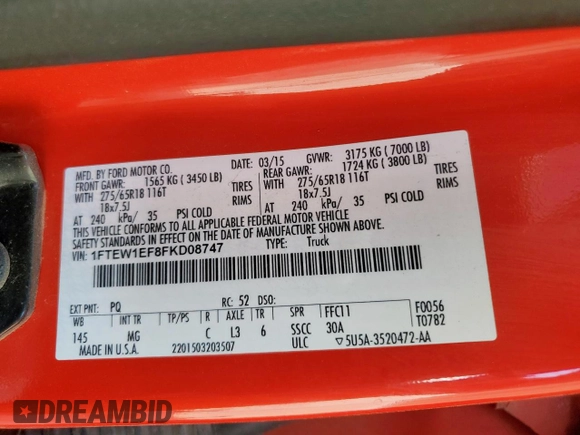 MFD. BY FORD MOTOR CO.
DATE: 03/15 GVWR: 3175 KG ( 7000 LB)
FRONT GAWR: 1565 KG ( 3450 LB) REAR GAWR: 1724 KG ( 3800 LB)
WITH 275/65R18 116T TIRES WITH 275/65R18 116T TIRES
18x7.5J RIMS 18x7.5J RIMS
AT 240 kPa/ 35 PSI COLD AT 240 kPa/ 35 PSI COLD
THIS VEHICLE CONFORMS TO ALL APPLICABLE FEDERAL MOTOR VEHICLE
SAFETY STANDARDS IN EFFECT ON THE DATE OF MANUFACTURE SHOWN ABOVE.
VIN: 1FTEW1EF8FKD08747 TYPE: Truck
EXT PNT: PQ RC: 52 DSO:
WB INT TR TP/PS R AXLE TR SPR FFC11 F0056
145 MG C L3 6 SSCC 30A T0782
MADE IN U.S.A. 2201503203507 ULC ▽5U5A-3520472-AA
DREAMBID